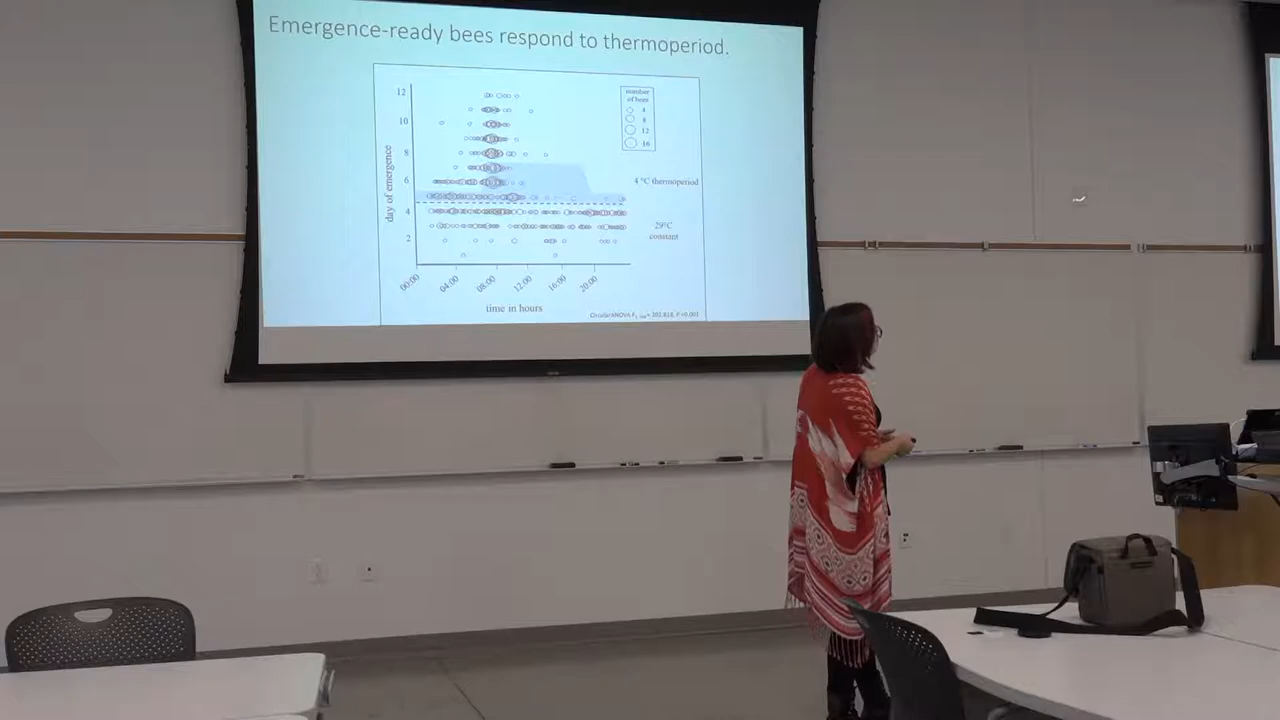 Emergence-ready bees respond to thermoperiod.
number
of bees
4
8
12
16
12
10
8
6
4
2
day of emergence
4 °C thermoperiod
29°C
constant
00:00
04:00
08:00
12:00
16:00
20:00
time in hours